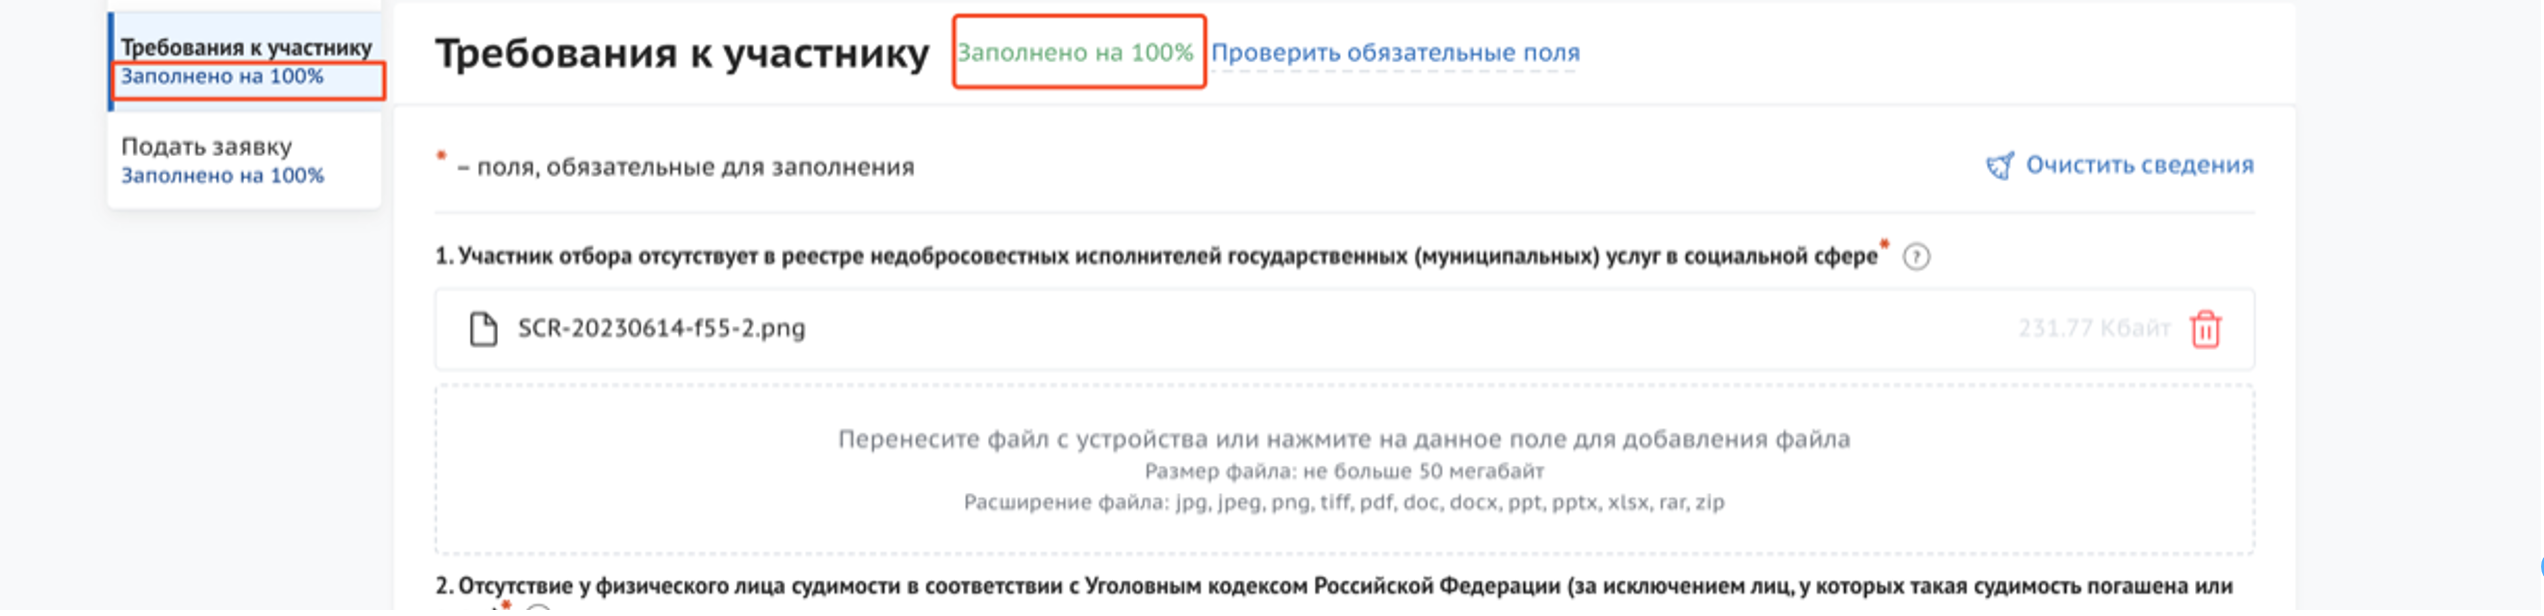 Требования к участнику
Заполнено на 100%
Подать заявку
Заполнено на 100%
Требования к участнику Заполнено на 100% Проверить обязательные поля
* – поля, обязательные для заполнения
Очистить сведения
1. Участник отбора отсутствует в реестре недобросовестных исполнителей государственных (муниципальных) услуг в социальной сфере* ?
SCR-20230614-f55-2.png
231.77 Кбайт
Перенесите файл с устройства или нажмите на данное поле для добавления файла
Размер файла: не больше 50 мегабайт
Расширение файла: jpg, jpeg, png, tiff, pdf, doc, docx, ppt, pptx, xlsx, rar, zip
2. Отсутствие у физического лица судимости в соответствии с Уголовным кодексом Российской Федерации (за исключением лиц, у которых такая судимость погашена или